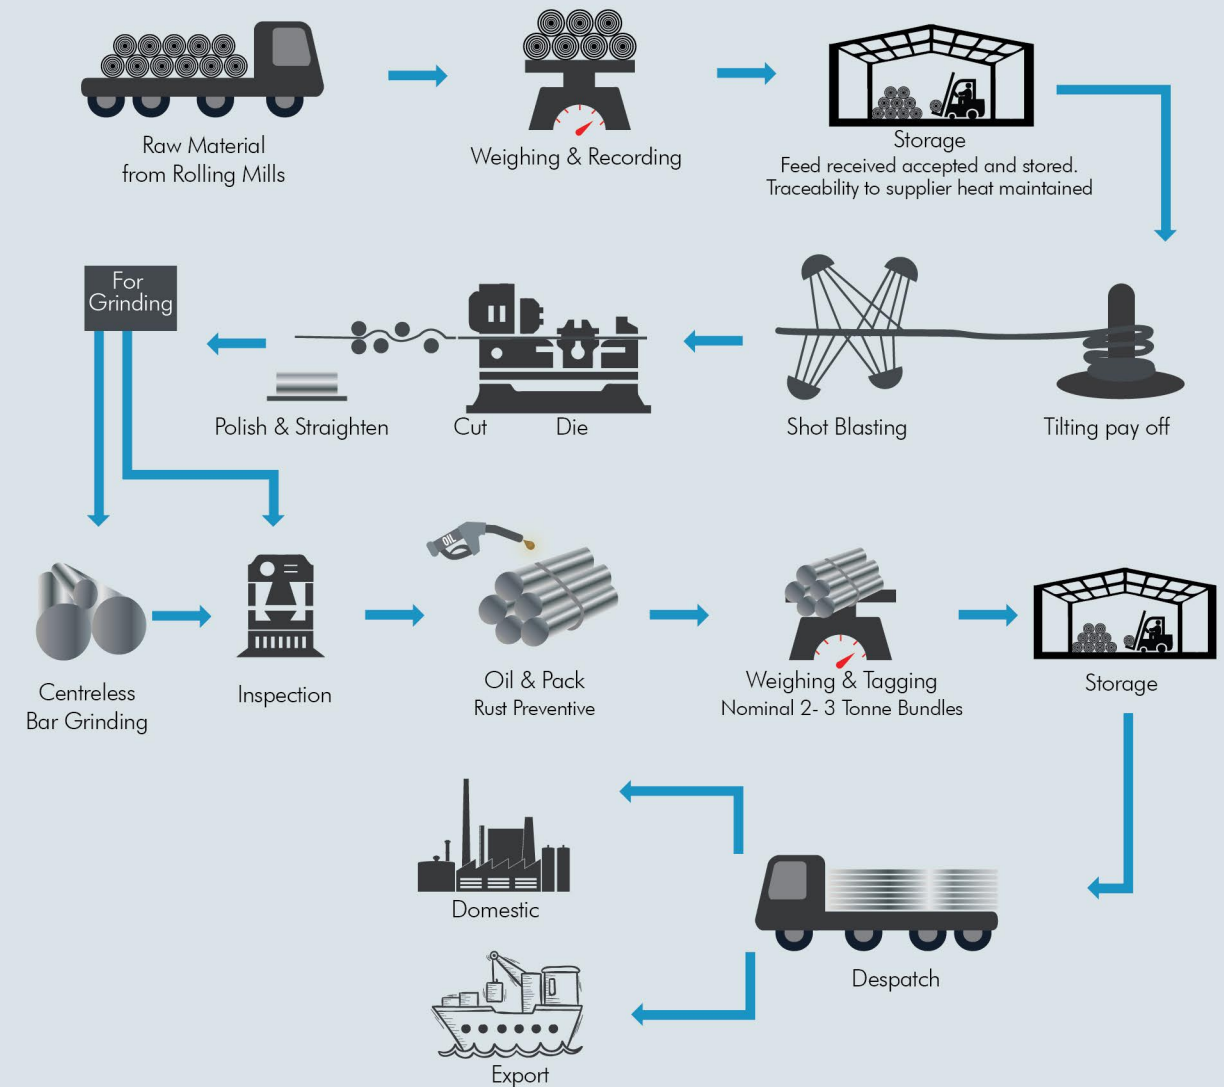 Raw Material
from Rolling Mills
Weighing & Recording
Storage
Feed received accepted and stored.
Traceability to supplier heat maintained
For
Grinding
Polish & Straighten
Cut
Die
Shot Blasting
Tilting pay off
OIL
Centreless
Bar Grinding
Inspection
Oil & Pack
Rust Preventive
Weighing & Tagging
Nominal 2- 3 Tonne Bundles
Storage
Domestic
Despatch
Export